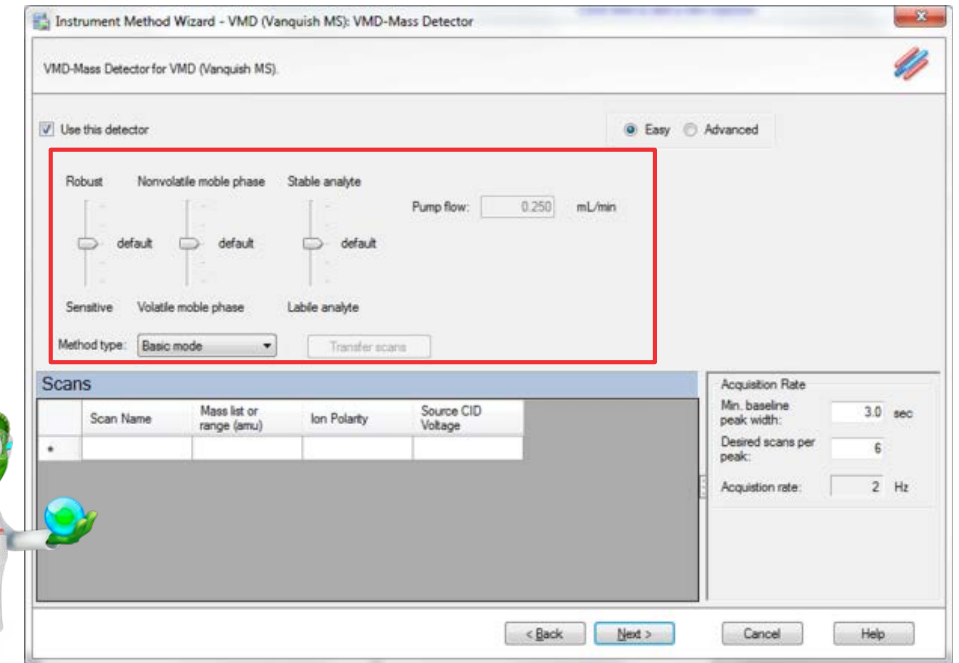 Instrument Method Wizard - VMD (Vanquish MS): VMD-Mass Detector
VMD-Mass Detector for VMD (Vanquish MS).
Use this detector
Easy Advanced
Robust Nonvolatile moble phase Stable analyte
Pump flow: 0.250 mL/min
default default default
Sensitive Volatile moble phase Labile analyte
Method type: Basic mode Transfer scans
Scans
Scan Name Mass list or range (amu) Ion Polarity Source CID Voltage
*
Acquisition Rate
Min. baseline
peak width: 3.0 sec
Desired scans per
peak: 6
Acquistion rate: 2 Hz
< Back Next > Cancel Help